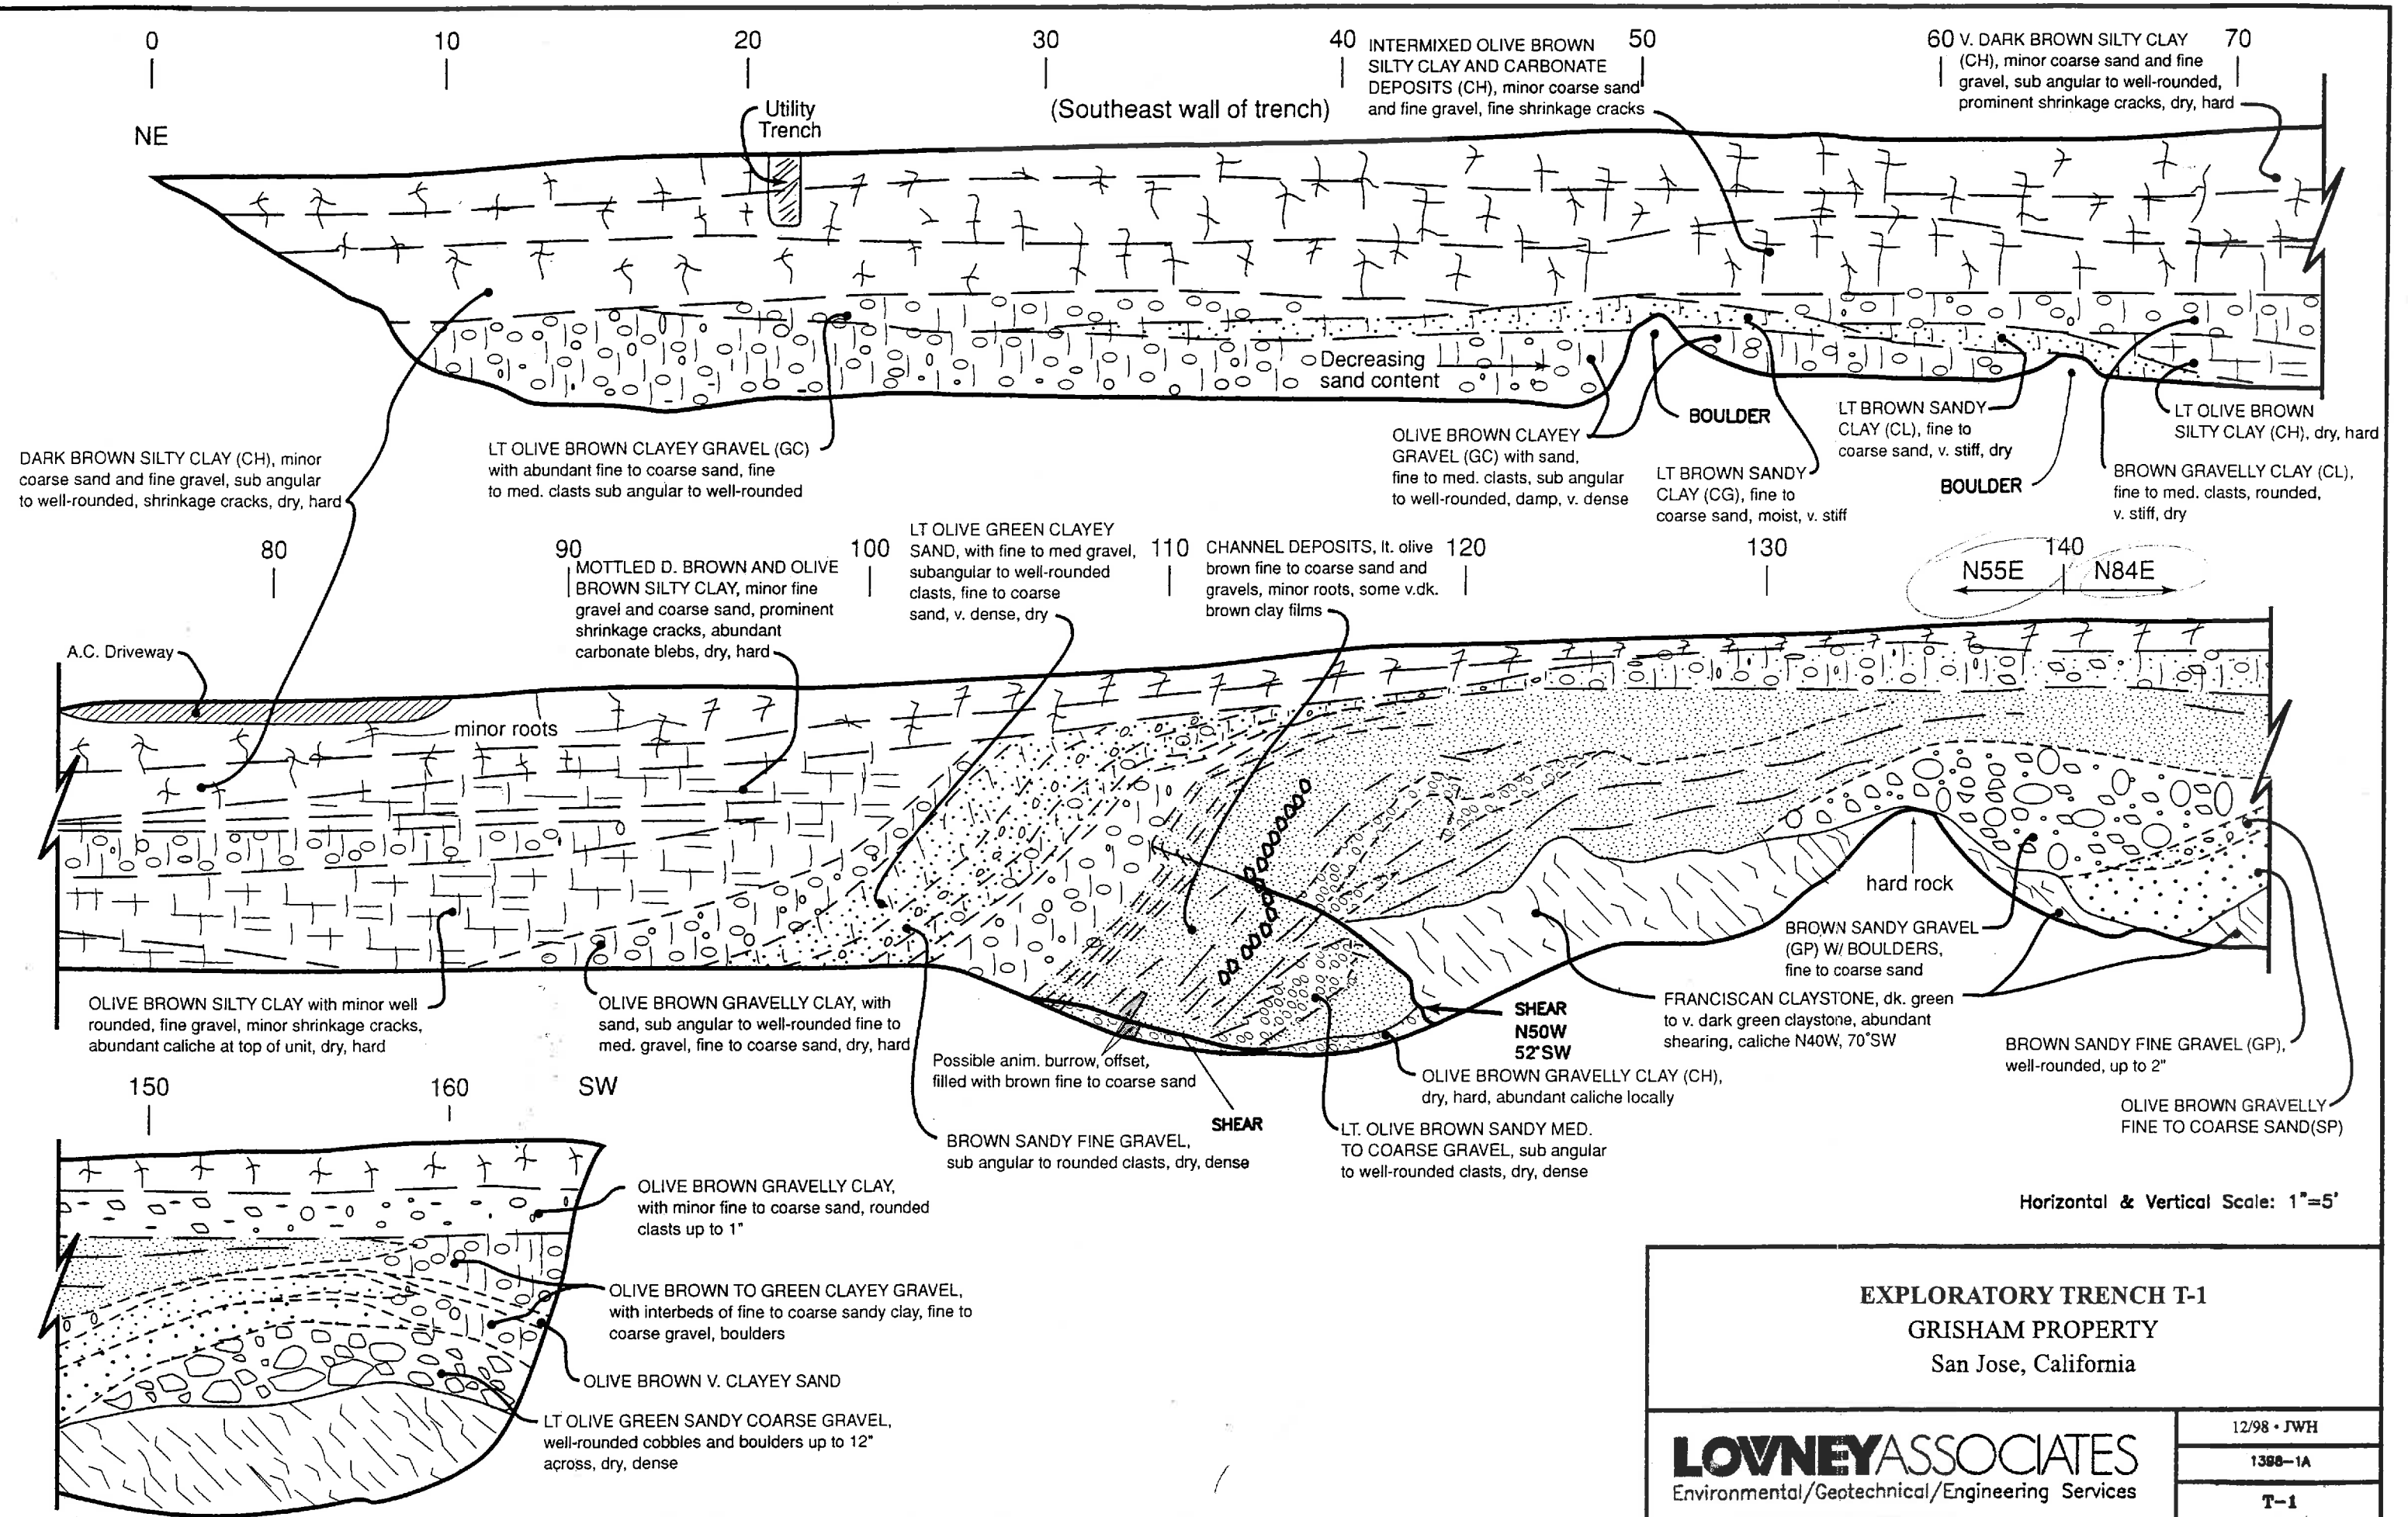 0 10 20 30 40 50 60 70
NE
Utility
Trench
(Southeast wall of trench)
INTERMIXED OLIVE BROWN
SILTY CLAY AND CARBONATE
DEPOSITS (CH), minor coarse sand
and fine gravel, fine shrinkage cracks
V. DARK BROWN SILTY CLAY
(CH), minor coarse sand and fine
gravel, sub angular to well-rounded,
prominent shrinkage cracks, dry, hard
Decreasing
sand content
DARK BROWN SILTY CLAY (CH), minor
coarse sand and fine gravel, sub angular
to well-rounded, shrinkage cracks, dry, hard
LT OLIVE BROWN CLAYEY GRAVEL (GC)
with abundant fine to coarse sand, fine
to med. clasts sub angular to well-rounded
OLIVE BROWN CLAYEY
GRAVEL (GC) with sand,
fine to med. clasts, sub angular
to well-rounded, damp, v. dense
BOULDER
LT BROWN SANDY
CLAY (CG), fine to
coarse sand, moist, v. stiff
LT BROWN SANDY
CLAY (CL), fine to
coarse sand, v. stiff, dry
BOULDER
LT OLIVE BROWN
SILTY CLAY (CH), dry, hard
BROWN GRAVELLY CLAY (CL),
fine to med. clasts, rounded,
v. stiff, dry
80 90 100 110 120 130 140
N55E N84E
A.C. Driveway
minor roots
MOTTLED D. BROWN AND OLIVE
BROWN SILTY CLAY, minor fine
gravel and coarse sand, prominent
shrinkage cracks, abundant
carbonate blebs, dry, hard
LT OLIVE GREEN CLAYEY
SAND, with fine to med gravel,
subangular to well-rounded
clasts, fine to coarse
sand, v. dense, dry
CHANNEL DEPOSITS, lt. olive
brown fine to coarse sand and
gravels, minor roots, some v.dk.
brown clay films
hard rock
OLIVE BROWN SILTY CLAY with minor well
rounded, fine gravel, minor shrinkage cracks,
abundant caliche at top of unit, dry, hard
OLIVE BROWN GRAVELLY CLAY, with
sand, sub angular to well-rounded fine to
med. gravel, fine to coarse sand, dry, hard
Possible anim. burrow, offset,
filled with brown fine to coarse sand
SHEAR
BROWN SANDY FINE GRAVEL,
sub angular to rounded clasts, dry, dense
SHEAR
N50W
52°SW
OLIVE BROWN GRAVELLY CLAY (CH),
dry, hard, abundant caliche locally
LT. OLIVE BROWN SANDY MED.
TO COARSE GRAVEL, sub angular
to well-rounded clasts, dry, dense
BROWN SANDY GRAVEL
(GP) W/ BOULDERS,
fine to coarse sand
FRANCISCAN CLAYSTONE, dk. green
to v. dark green claystone, abundant
shearing, caliche N40W, 70°SW
BROWN SANDY FINE GRAVEL (GP),
well-rounded, up to 2"
OLIVE BROWN GRAVELLY
FINE TO COARSE SAND(SP)
150 160 SW
OLIVE BROWN GRAVELLY CLAY,
with minor fine to coarse sand, rounded
clasts up to 1"
OLIVE BROWN TO GREEN CLAYEY GRAVEL,
with interbeds of fine to coarse sandy clay, fine to
coarse gravel, boulders
OLIVE BROWN V. CLAYEY SAND
LT OLIVE GREEN SANDY COARSE GRAVEL,
well-rounded cobbles and boulders up to 12"
across, dry, dense
Horizontal & Vertical Scale: 1"=5'
EXPLORATORY TRENCH T-1
GRISHAM PROPERTY
San Jose, California
LOWNEYASSOCIATES
Environmental/Geotechnical/Engineering Services
12/98 • JWH
1398-1A
T-1